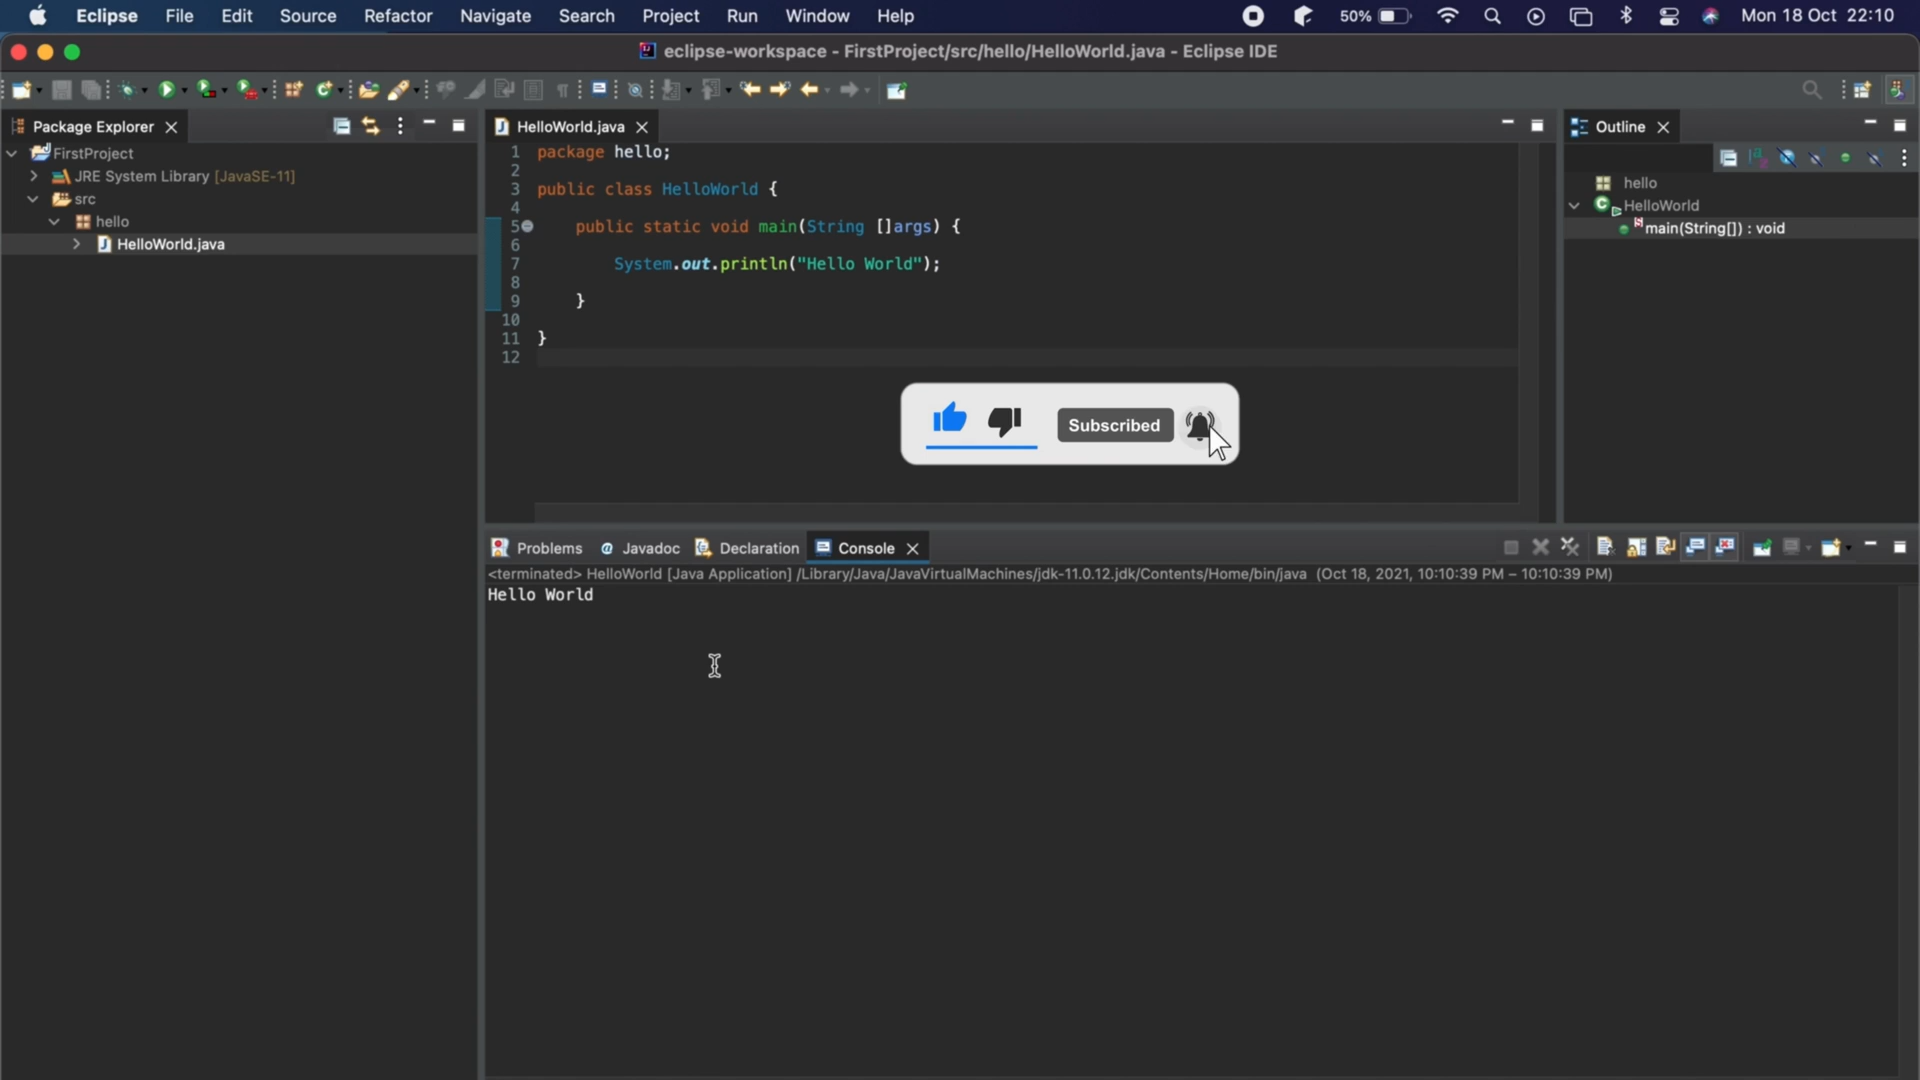 Eclipse File Edit Source Refactor Navigate Search Project Run Window Help 50% Mon 18 Oct 22:10
eclipse-workspace - FirstProject/src/hello/HelloWorld.java - Eclipse IDE
Package Explorer
FirstProject
JRE System Library [JavaSE-11]
src
hello
HelloWorld.java
HelloWorld.java
1 package hello;
2
3 public class HelloWorld {
4
5 public static void main(String []args) {
6
7 System.out.println("Hello World");
8
9 }
10
11 }
12
Subscribed
Outline
hello
HelloWorld
main(String[]) : void
Problems @ Javadoc Declaration Console
<terminated> HelloWorld [Java Application] /Library/Java/JavaVirtualMachines/jdk-11.0.12.jdk/Contents/Home/bin/java (Oct 18, 2021, 10:10:39 PM – 10:10:39 PM)
Hello World